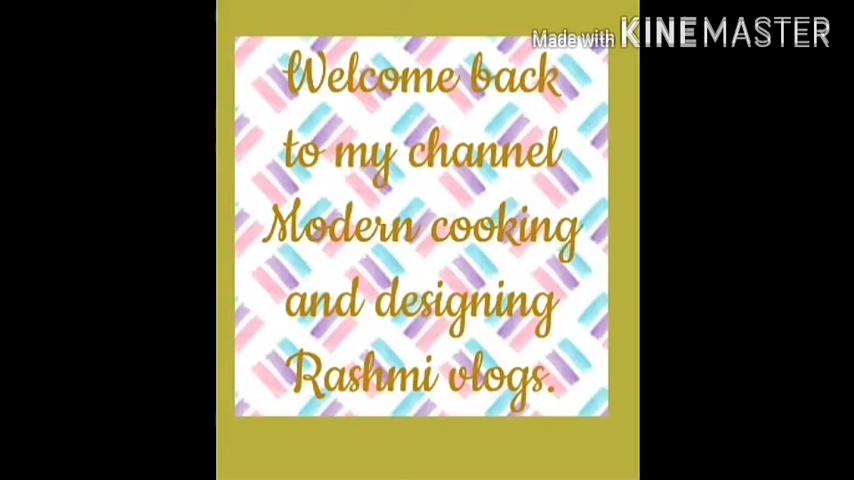 Made with KINEMASTER
Welcome back
to my channel
Modern cooking
and designing
Rashmi vlogs.